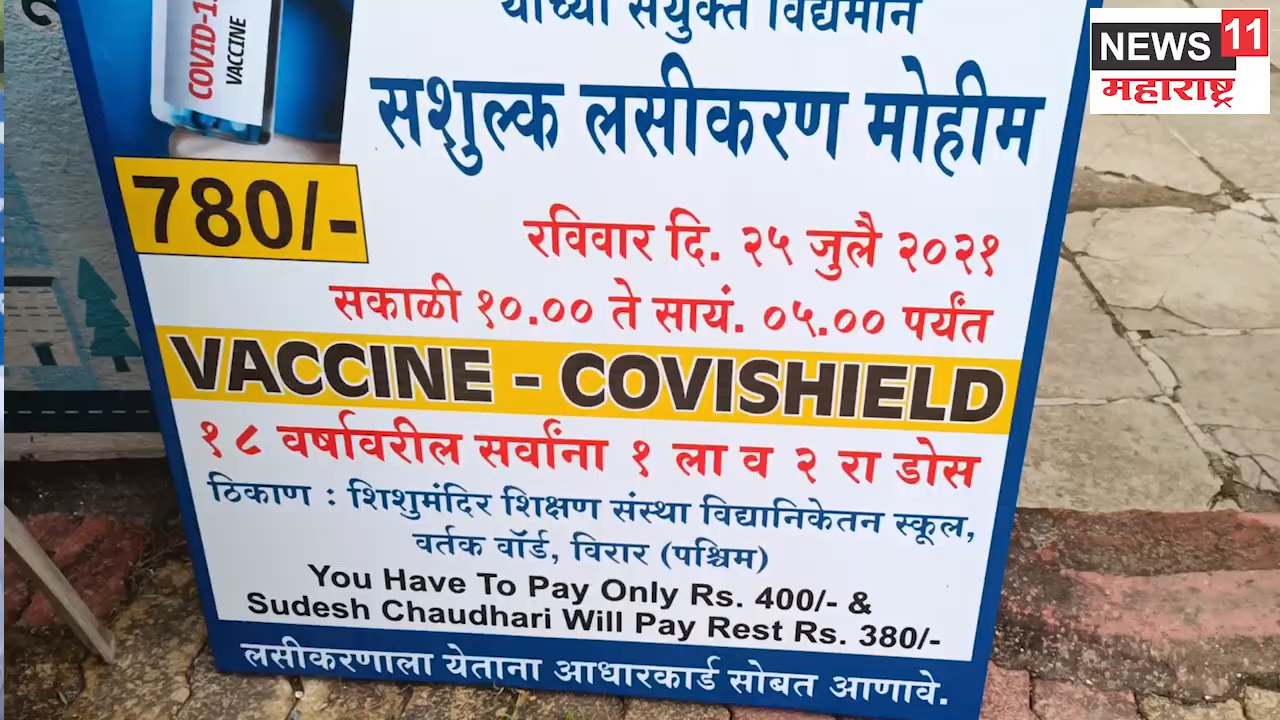 COVID-1
VACCINE
यांच्या संयुक्त विद्यमाने
सशुल्क लसीकरण मोहीम
780/-
रविवार दि. २५ जुलै २०२१
सकाळी १०.०० ते सायं. ०५.०० पर्यंत
VACCINE - COVISHIELD
१८ वर्षावरील सर्वांना १ ला व २ रा डोस
ठिकाण : शिशुमंदिर शिक्षण संस्था विद्यानिकेतन स्कूल,
वर्तक वॉर्ड, विरार (पश्चिम)
You Have To Pay Only Rs. 400/- &
Sudesh Chaudhari Will Pay Rest Rs. 380/-
लसीकरणाला येताना आधारकार्ड सोबत आणावे.
NEWS 11
महाराष्ट्र